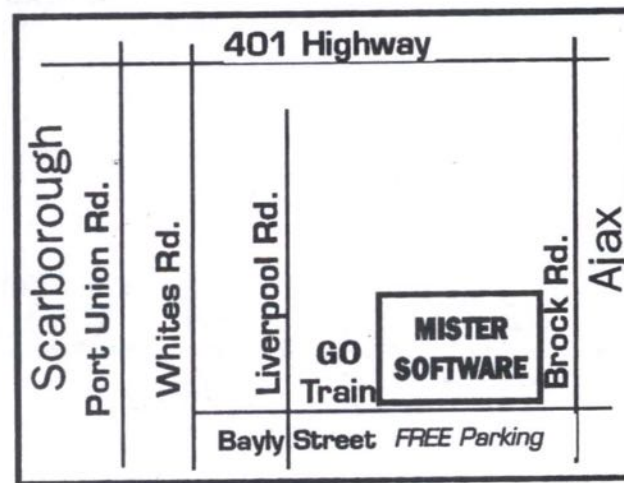 401 Highway
Scarborough
Port Union Rd.
Whites Rd.
Liverpool Rd.
GO
Train
MISTER
SOFTWARE
Brock Rd.
Ajax
Bayly Street FREE Parking